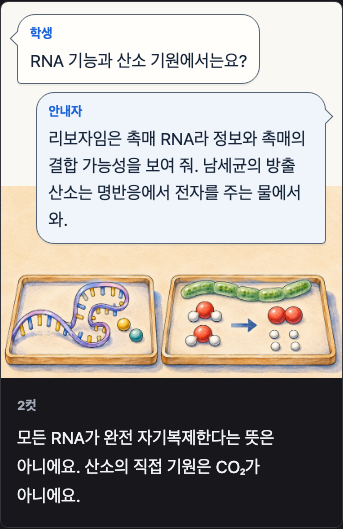 학생
RNA 기능과 산소 기원에서는요?
안내자
리보자임은 촉매 RNA라 정보와 촉매의
결합 가능성을 보여 줘. 남세균의 방출
산소는 명반응에서 전자를 주는 물에서
와.
2컷
모든 RNA가 완전 자기복제한다는 뜻은
아니에요. 산소의 직접 기원은 CO₂가
아니에요.